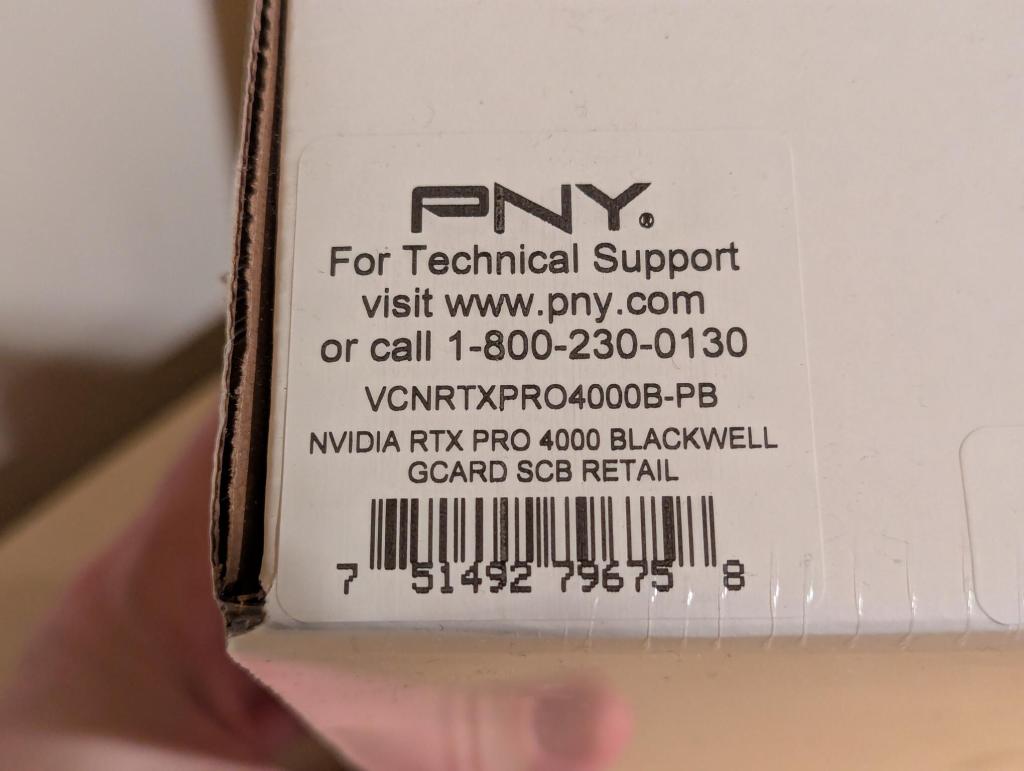 PNY®
For Technical Support
visit www.pny.com
or call 1-800-230-0130
VCNRTXPRO4000B-PB
NVIDIA RTX PRO 4000 BLACKWELL
GCARD SCB RETAIL
7 51492 79675 8